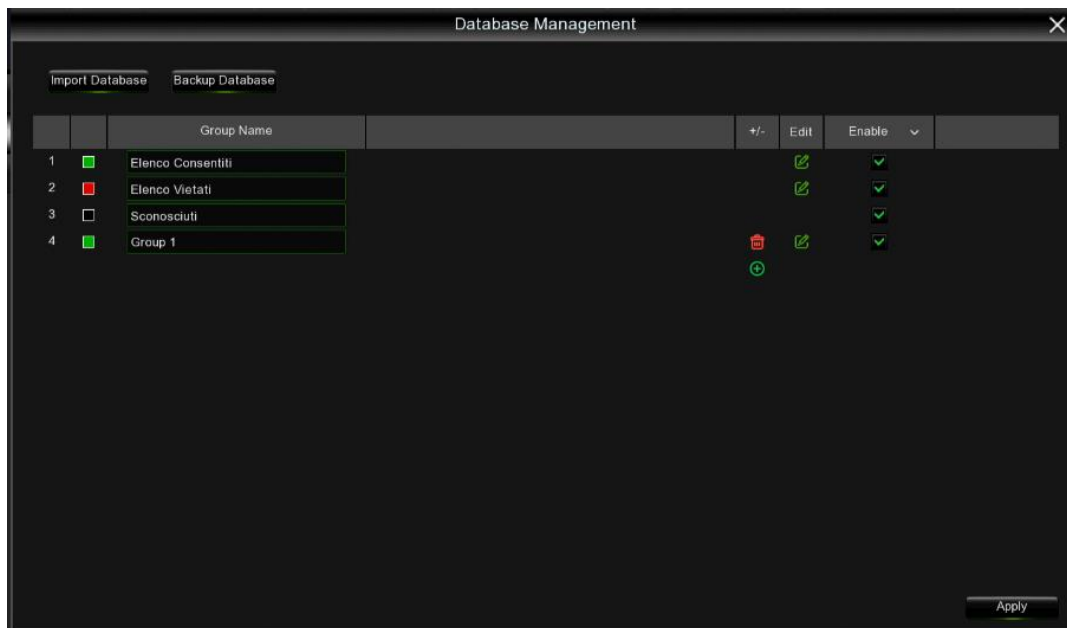 Database Management
Import Database Backup Database
Group Name +/- Edit Enable
1 Elenco Consentiti
2 Elenco Vietati
3 Sconosciuti
4 Group 1
Apply